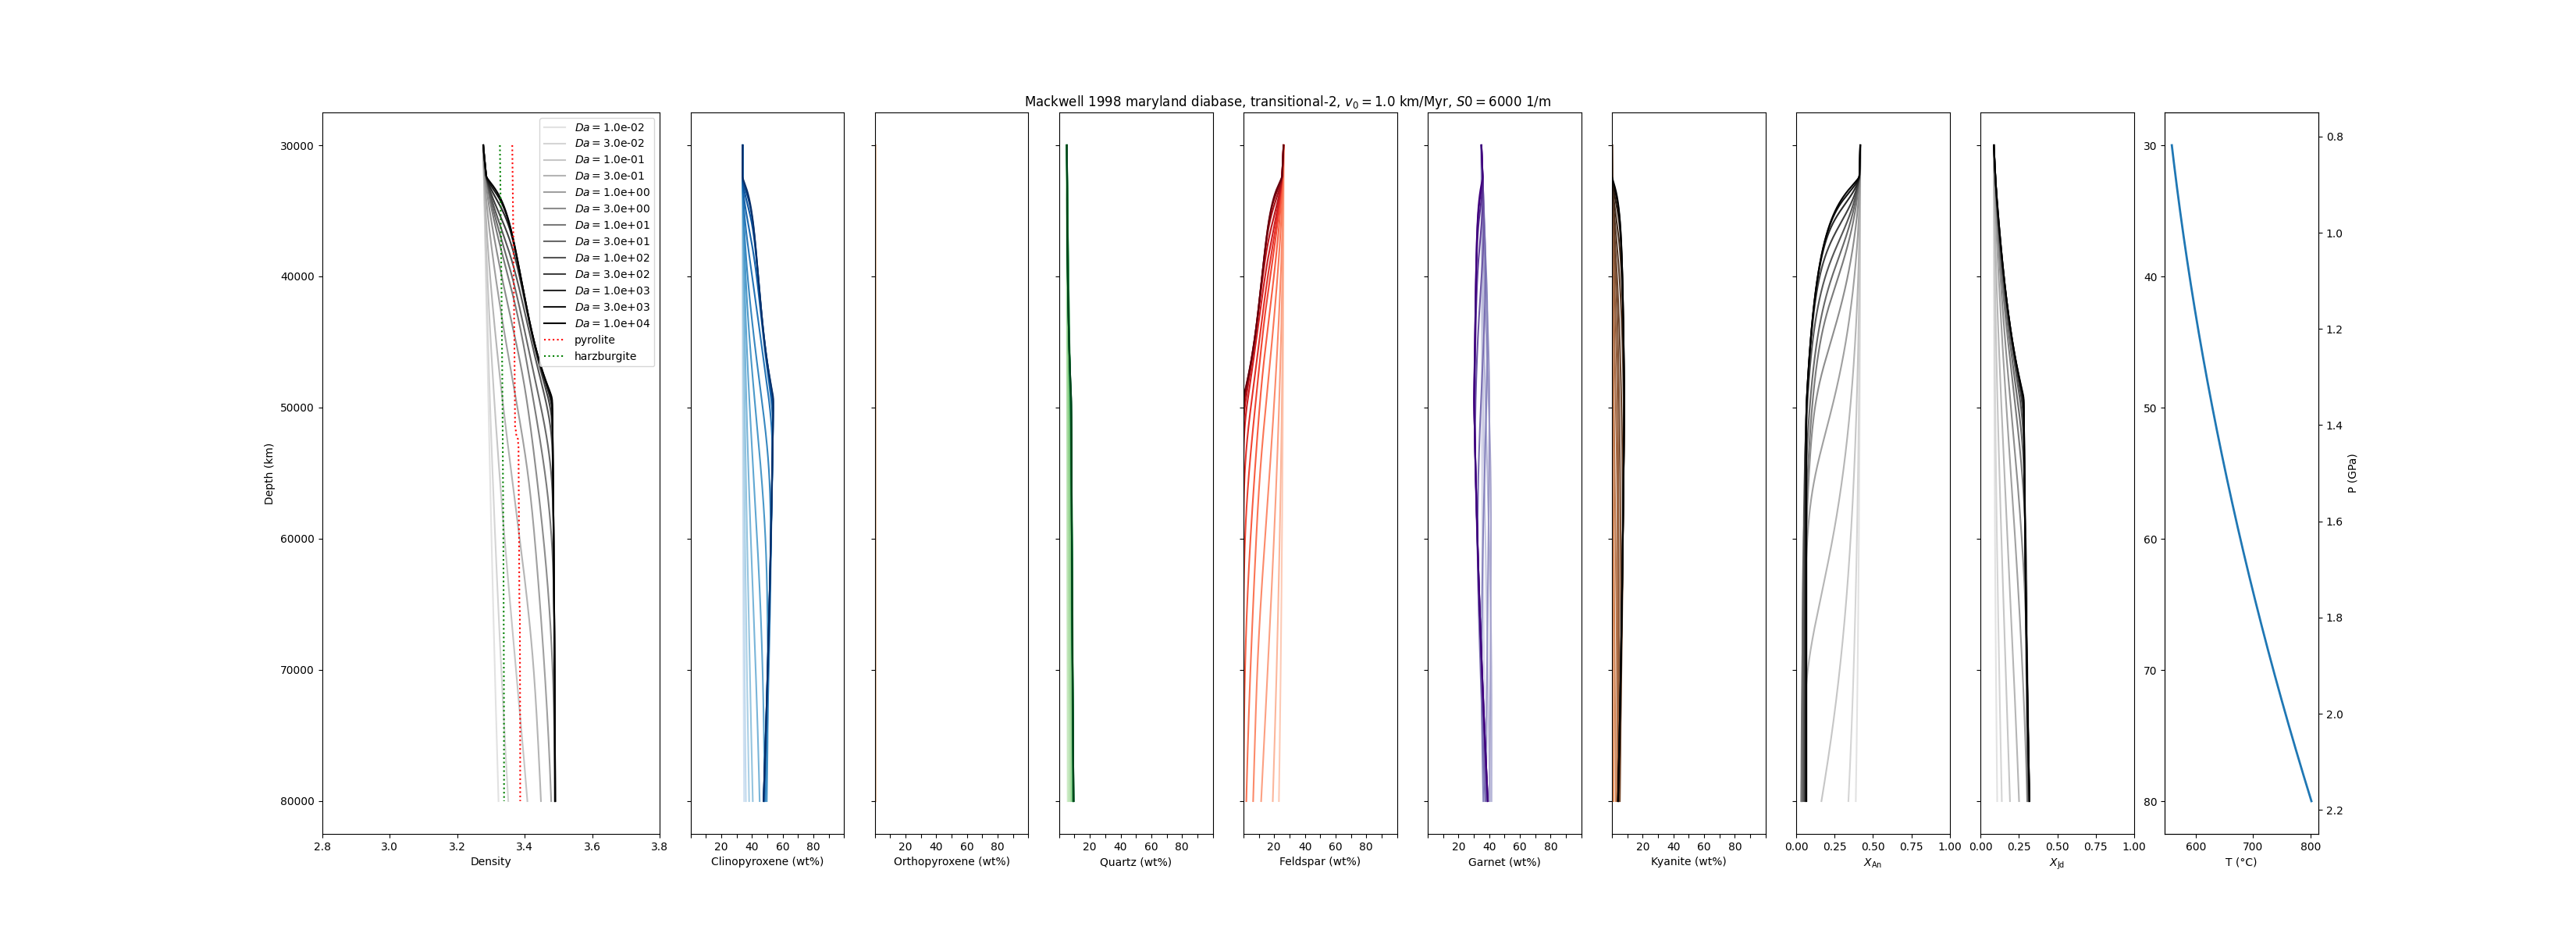 Mackwell 1998 maryland diabase, transitional-2, v₀ = 1.0 km/Myr, S0 = 6000 1/m
Da = 1.0e-02
Da = 3.0e-02
Da = 1.0e-01
Da = 3.0e-01
Da = 1.0e+00
Da = 3.0e+00
Da = 1.0e+01
Da = 3.0e+01
Da = 1.0e+02
Da = 3.0e+02
Da = 1.0e+03
Da = 3.0e+03
Da = 1.0e+04
pyrolite
harzburgite
Depth (km)
30000
40000
50000
60000
70000
80000
2.8 3.0 3.2 3.4 3.6 3.8
Density
20 40 60 80
Clinopyroxene (wt%)
20 40 60 80
Orthopyroxene (wt%)
20 40 60 80
Quartz (wt%)
20 40 60 80
Feldspar (wt%)
20 40 60 80
Garnet (wt%)
20 40 60 80
Kyanite (wt%)
0.00 0.25 0.50 0.75 1.00
X_An
0.00 0.25 0.50 0.75 1.00
X_Jd
30
40
50
60
70
80
600 700 800
T (°C)
0.8
1.0
1.2
1.4
1.6
1.8
2.0
2.2
P (GPa)